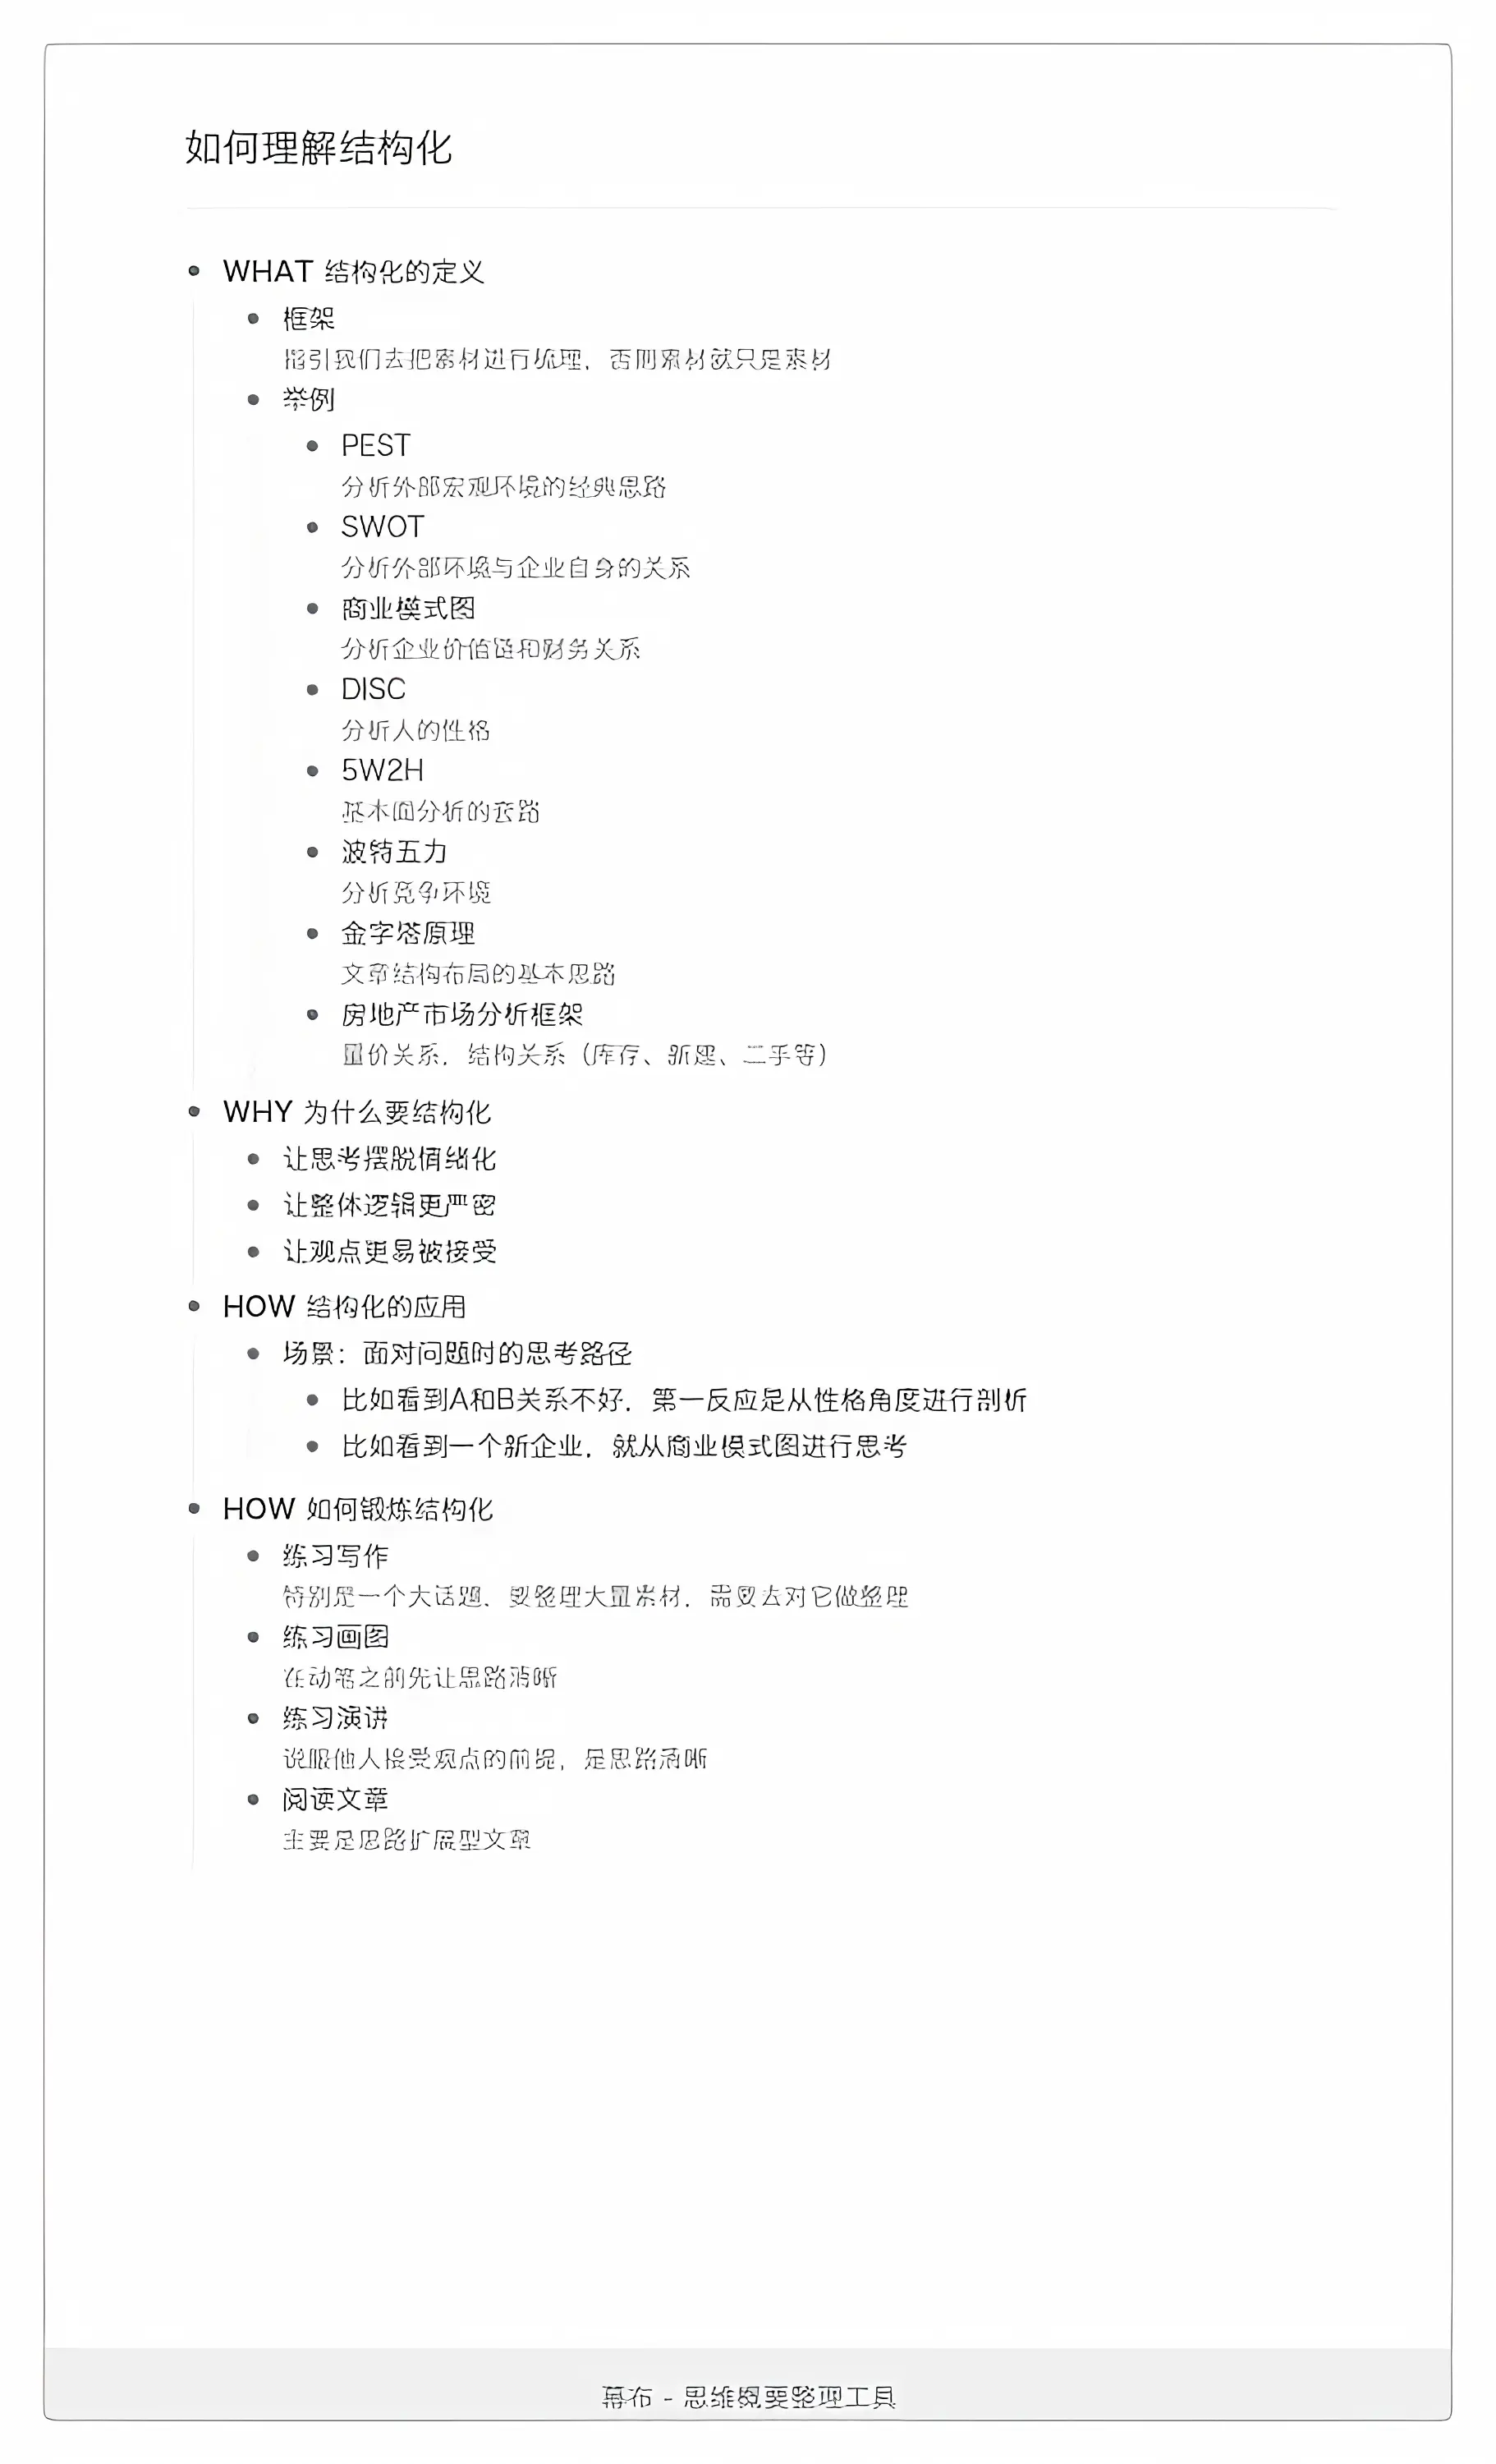 如何理解结构化
WHAT 结构化的定义
框架
指引我们去把素材进行梳理，否则素材就只是素材
举例
PEST
分析外部宏观环境的经典思路
SWOT
分析外部环境与企业自身的关系
商业模式图
分析企业价值链和财务关系
DISC
分析人的性格
5W2H
基本面分析的套路
波特五力
分析竞争环境
金字塔原理
文章结构布局的基本思路
房地产市场分析框架
量价关系，结构关系（库存、新建、二手等）
WHY 为什么要结构化
让思考摆脱情绪化
让整体逻辑更严密
让观点更易被接受
HOW 结构化的应用
场景：面对问题时的思考路径
比如看到A和B关系不好，第一反应是从性格角度进行剖析
比如看到一个新企业，就从商业模式图进行思考
HOW 如何锻炼结构化
练习写作
特别是一个大话题，要整理大量素材，需要去对它做整理
练习画图
在动笔之前先让思路清晰
练习演讲
说服他人接受观点的前提，是思路清晰
阅读文章
主要是思路扩展型文章
幕布 - 思维概要整理工具